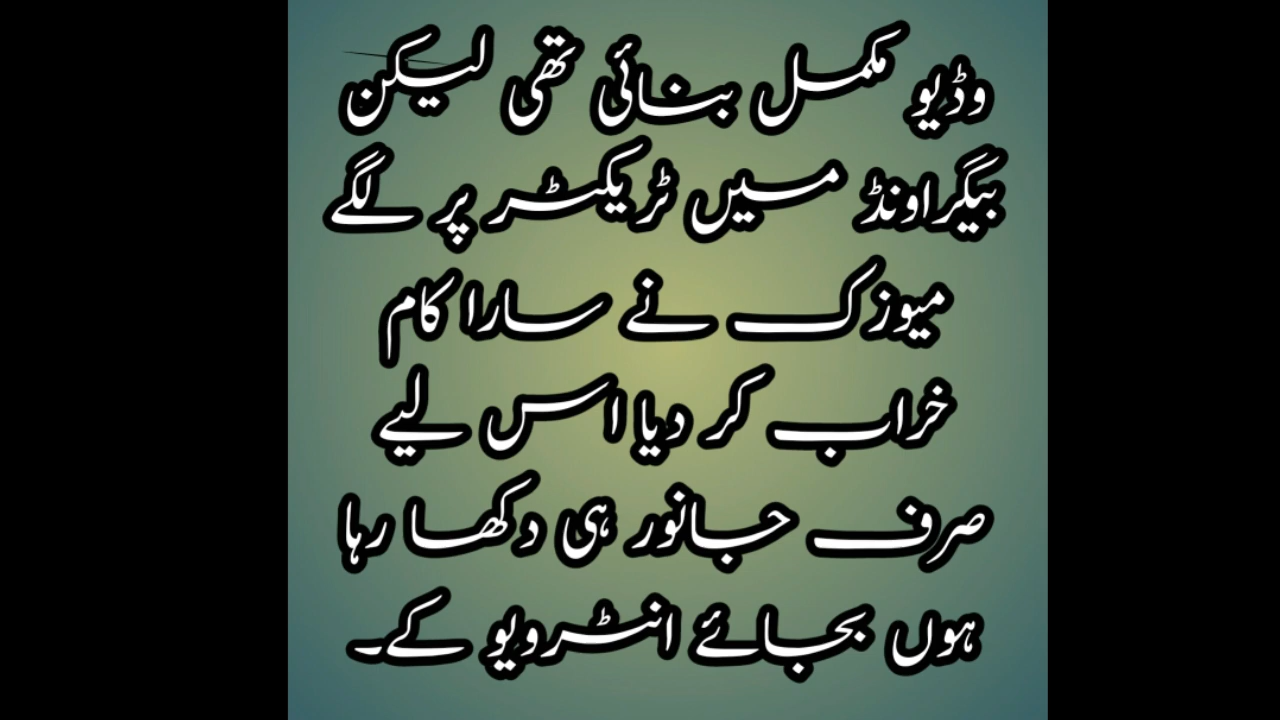 وڈیو مکمل بنائی تھی لیکن
بیگراونڈ میں ٹریکٹر پر لگے
میوزک نے سارا کام
خراب کر دیا اس لیے
صرف جانور ہی دکھا رہا
ہوں بجائے انٹرویو کے۔